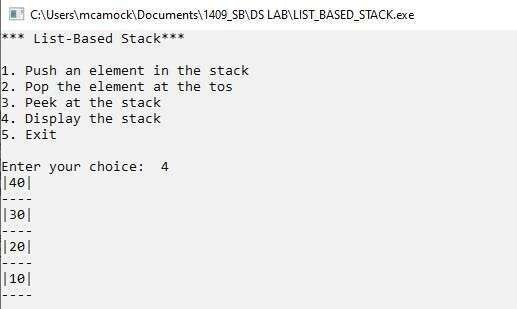 C:\Users\mcamock\Documents\1409_SB\DS LAB\LIST_BASED_STACK.exe
*** List-Based Stack***
1. Push an element in the stack
2. Pop the element at the tos
3. Peek at the stack
4. Display the stack
5. Exit
Enter your choice:  4
|40|
----
|30|
----
|20|
----
|10|
----